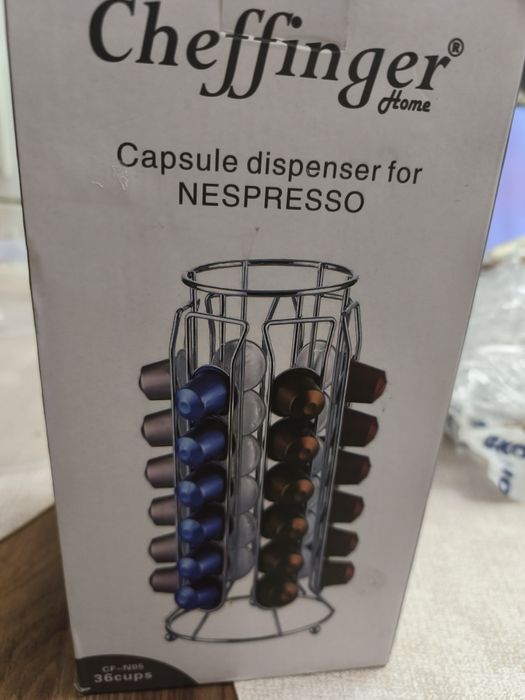 Cheffinger®
Home
Capsule dispenser for
NESPRESSO
CF-N05
36cups